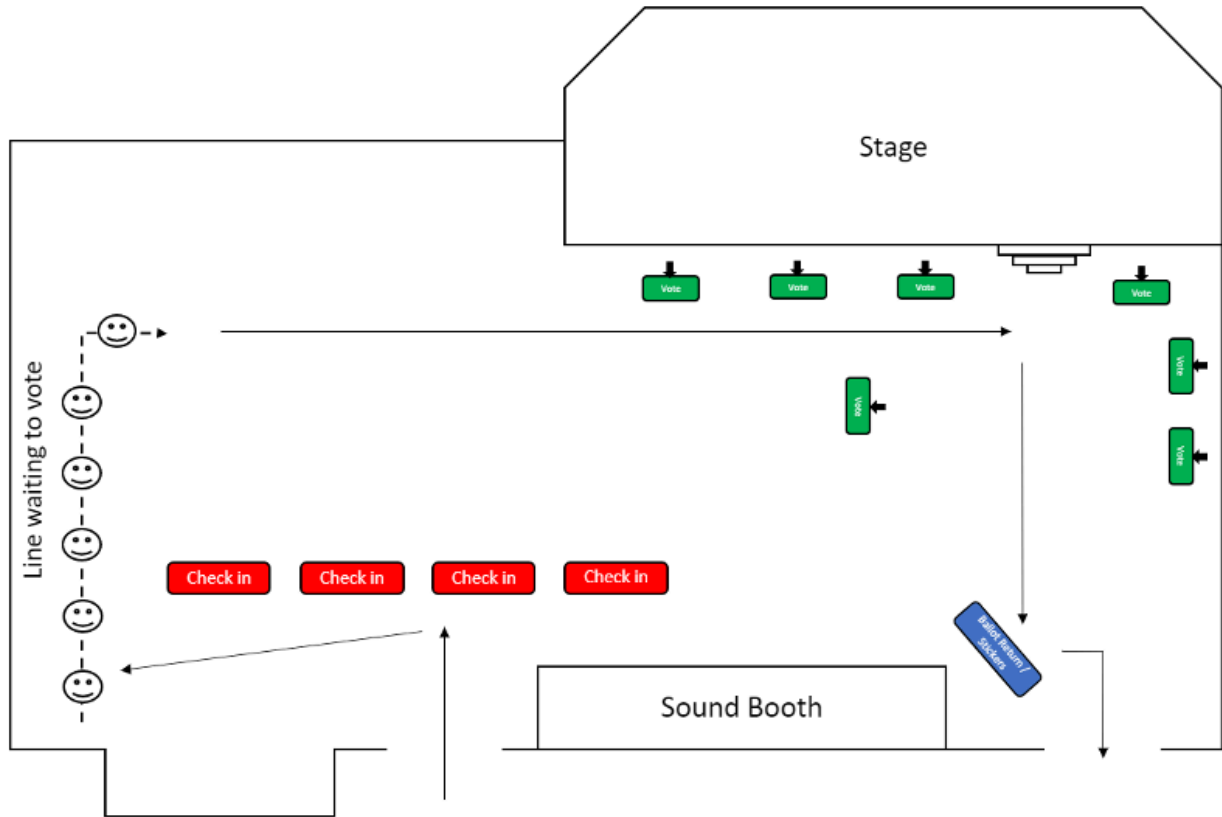 Stage
Vote
Vote
Vote
Vote
Vote
Vote
Vote
Line waiting to vote
Check in
Check in
Check in
Check in
Ballot Return /
Stickers
Sound Booth